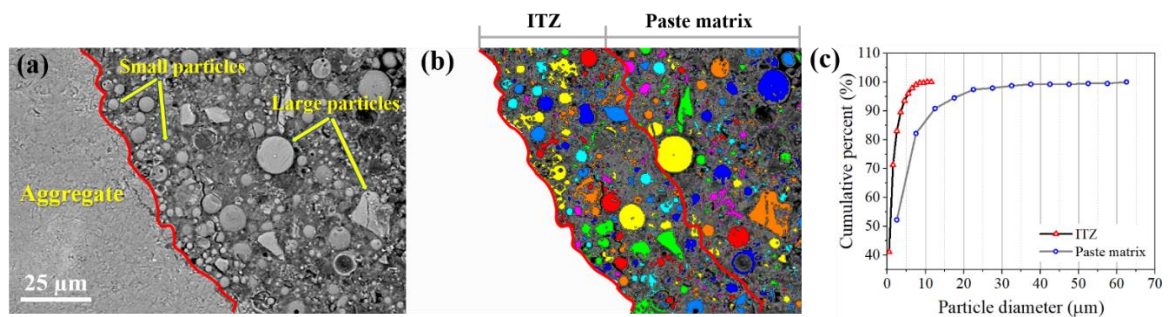 (a)
Small particles
Large particles
Aggregate
25 µm
ITZ
Paste matrix
(b)
(c)
110
100
90
80
70
60
50
40
Cumulative percent (%)
ITZ
Paste matrix
0 10 20 30 40 50 60 70
Particle diameter (µm)